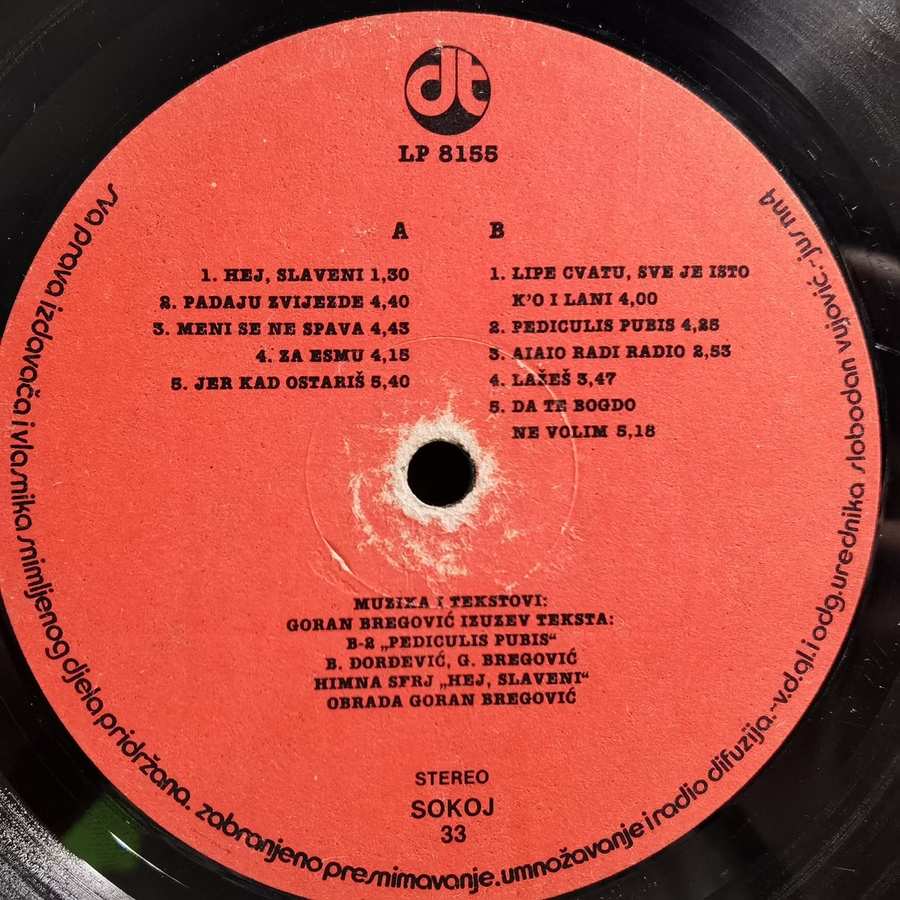 dt
LP 8155
A
1. HEJ, SLAVENI 1,30
2. PADAJU ZVIJEZDE 4,40
3. MENI SE NE SPAVA 4,43
4. ZA ESMU 4,15
5. JER KAD OSTARIŠ 5,40
B
1. LIPE CVATU, SVE JE ISTO
K'O I LANI 4,00
2. PEDICULIS PUBIS 4,25
3. AIAIO RADI RADIO 2,53
4. LAŽEŠ 3,47
5. DA TE BOGDO
NE VOLIM 5,18
MUZIKA I TEKSTOVI:
GORAN BREGOVIĆ IZUZEV TEKSTA:
B-2 „PEDICULIS PUBIS“
B. ĐORĐEVIĆ, G. BREGOVIĆ
HIMNA SFRJ „HEJ, SLAVENI“
OBRADA GORAN BREGOVIĆ
STEREO
SOKOJ
33
sva prava izdavača i vlasnika snimljenog djela pridržana. zabranjeno presnimavanje. umnožavanje i radio difuzija.-v.d.gl.i odg.urednika slobodan vujović.-jus nn4